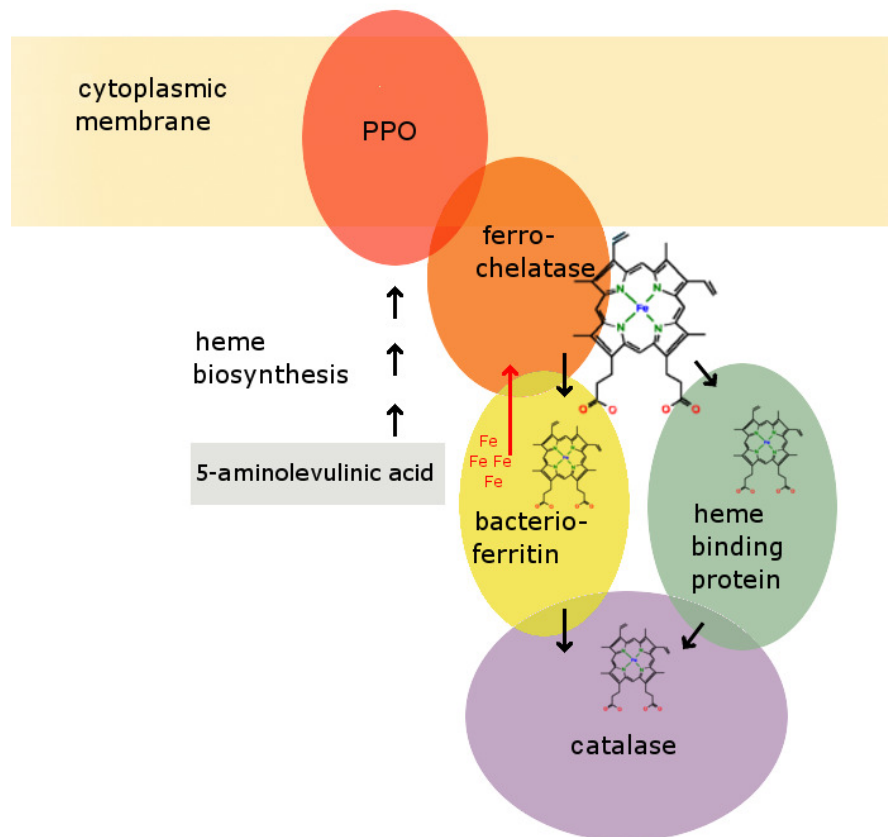 cytoplasmic
membrane
PPO
ferro-
chelatase
N
N
Fe
N
N
heme
biosynthesis
O
O
O
O
5-aminolevulinic acid
Fe
Fe Fe
Fe
bacterio-
ferritin
heme
binding
protein
catalase